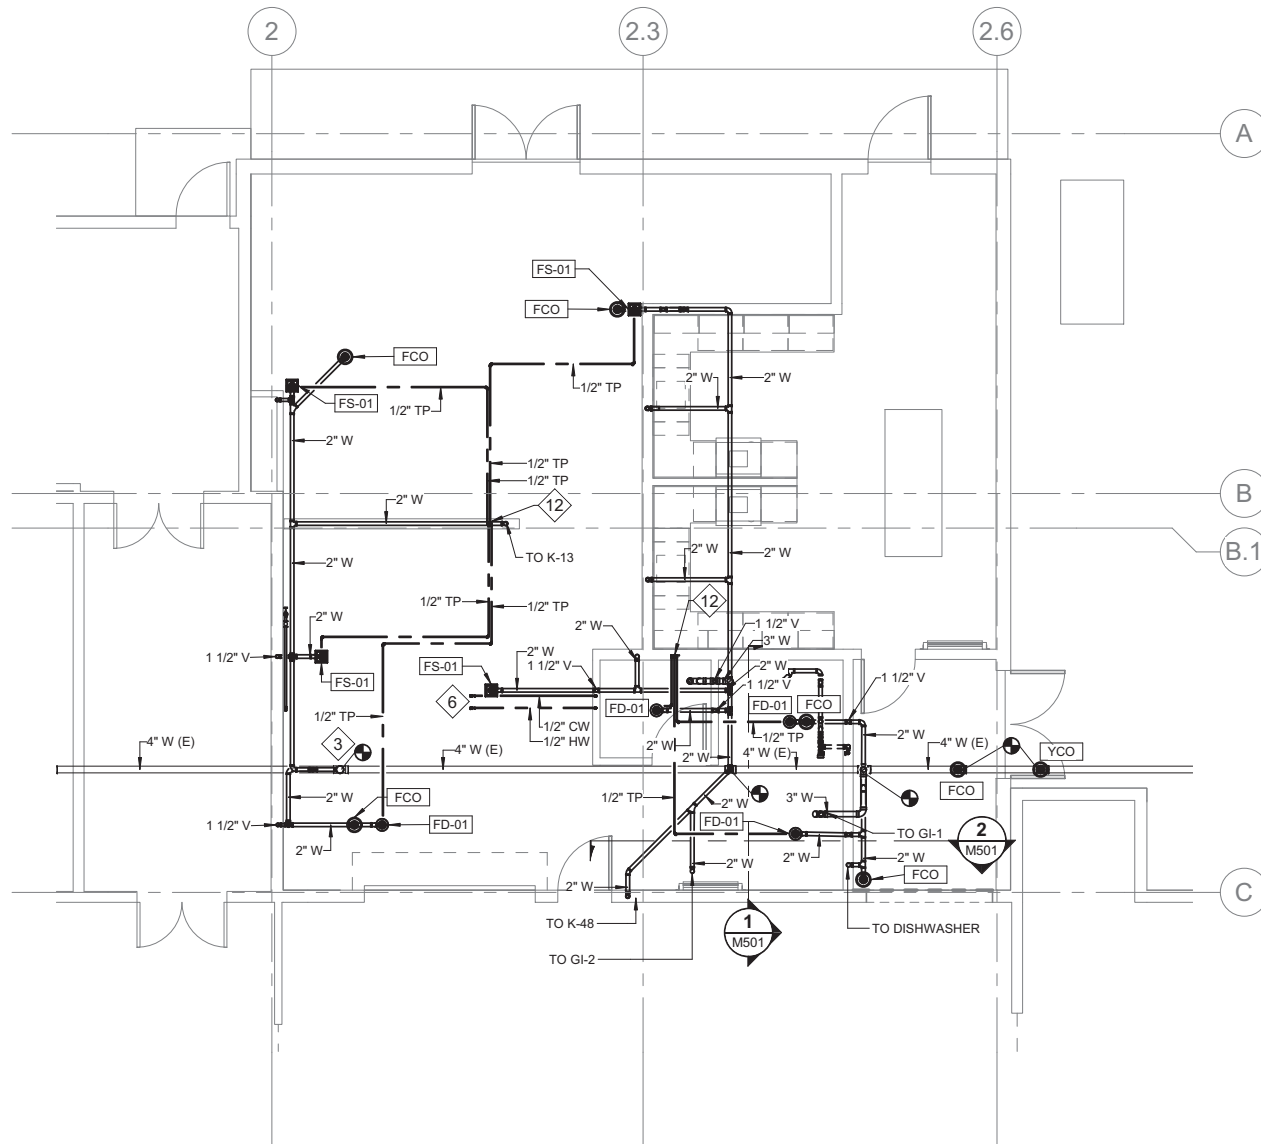 2
2.3
2.6
A
FS-01
FCO
FCO
1/2" TP
2" W
2" W
FS-01
1/2" TP
2" W
1/2" TP
1/2" TP
B
2" W
12
B.1
TO K-13
2" W
2" W
2" W
1/2" TP
1/2" TP
12
1 1/2" V
2" W
2" W
3" W
1 1/2" V
2" W
2" W
FS-01
1 1/2" V
FS-01
1 1/2" V
1 1/2" V
6
FD-01
FD-01
FCO
1/2" TP
1/2" CW
1/2" TP
2" W
1/2" HW
2" W
3
4" W (E)
4" W (E)
2" W
4" W (E)
4" W (E)
YCO
FCO
2" W
1/2" TP
2" W
3" W
FCO
2
M501
1 1/2" V
FD-01
FD-01
TO GI-1
2" W
2" W
2" W
2" W
FCO
2" W
C
1
M501
TO K-48
TO DISHWASHER
TO GI-2